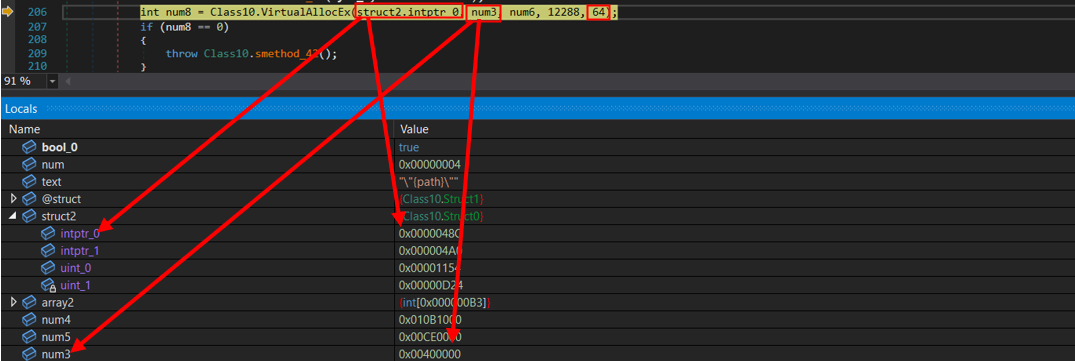 206 int num8 = Class10.VirtualAllocEx(struct2.intptr_0 num3 num6, 12288, 64);
207 if (num8 == 0)
208 {
209 throw Class10.smethod_42();
210 }
91 %
Locals
Name Value
bool_0 true
num 0x00000004
text "\"{path}\""
@struct {Class10.Struct1}
struct2 {Class10.Struct0}
intptr_0 0x0000048C
intptr_1 0x000004A0
uint_0 0x00001154
uint_1 0x00000D24
array2 {int[0x000000B3]}
num4 0x010B1000
num5
num3 0x00400000